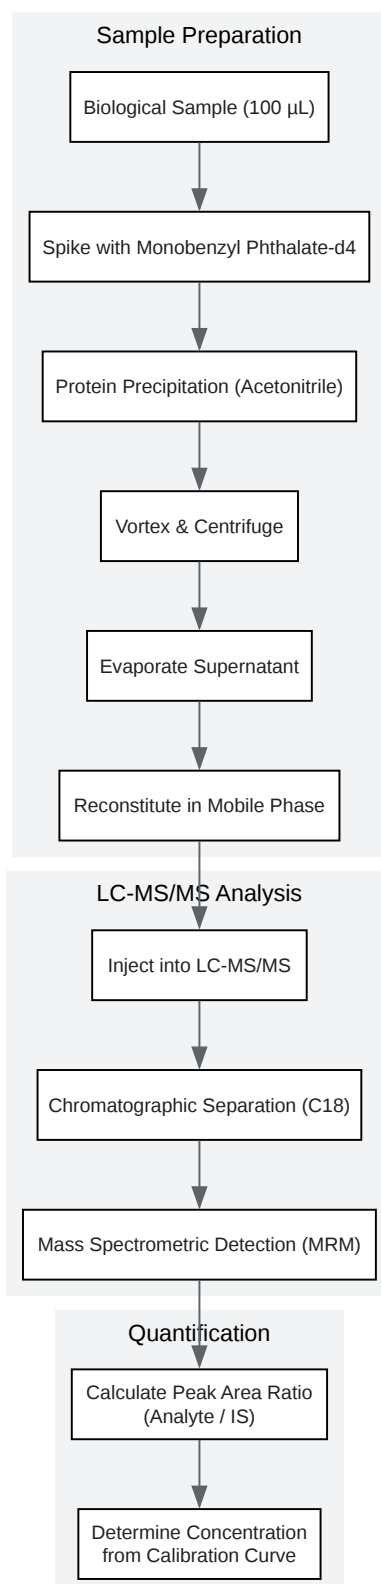 Sample Preparation
Biological Sample (100 µL)
Spike with Monobenzyl Phthalate-d4
Protein Precipitation (Acetonitrile)
Vortex & Centrifuge
Evaporate Supernatant
Reconstitute in Mobile Phase
LC-MS/MS Analysis
Inject into LC-MS/MS
Chromatographic Separation (C18)
Mass Spectrometric Detection (MRM)
Quantification
Calculate Peak Area Ratio
(Analyte / IS)
Determine Concentration
from Calibration Curve